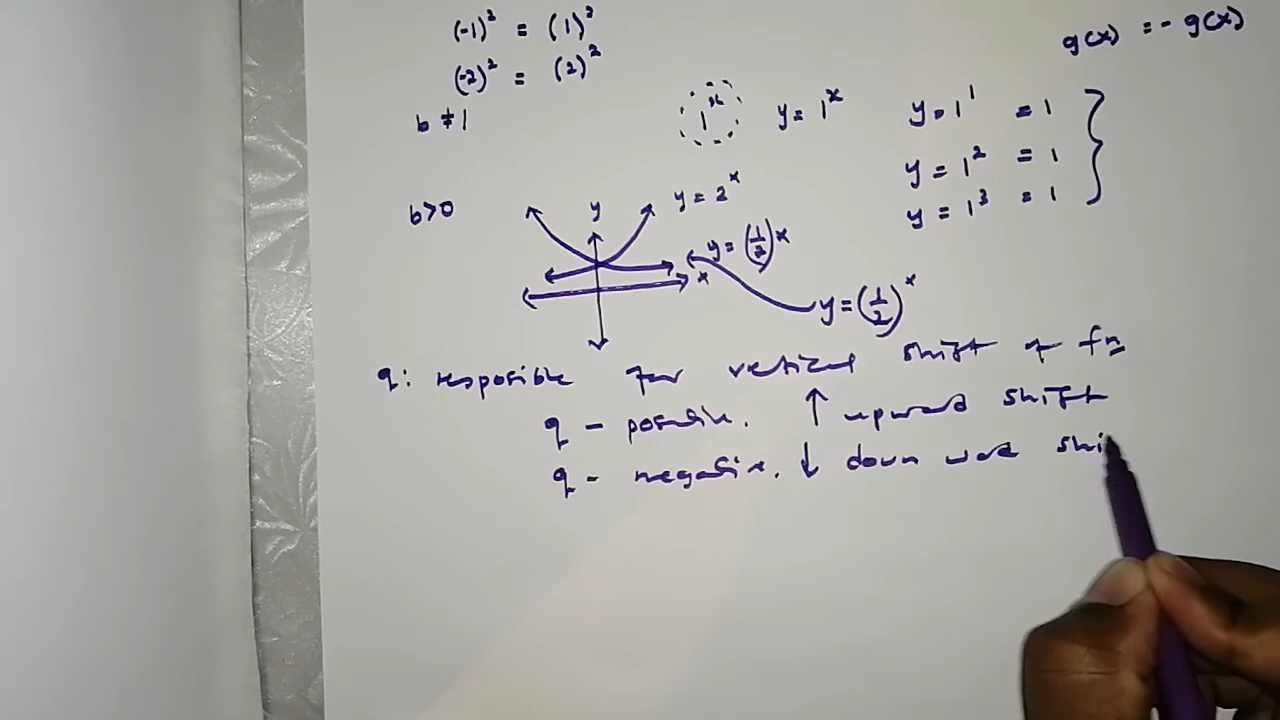 (-1)² = (1)²
g(x) = - g(x)
(-2)² = (2)²
b ≠ 1
1ˣ y = 1ˣ y = 1¹ = 1
y = 1² = 1
y = 1³ = 1
b > 0
y
y = 2ˣ
y = (1/2)ˣ
x
y = (1/2)ˣ
q: resposible for vertical shift of fn
q - positive. ↑ upward shift
q - negative. ↓ down ward shi